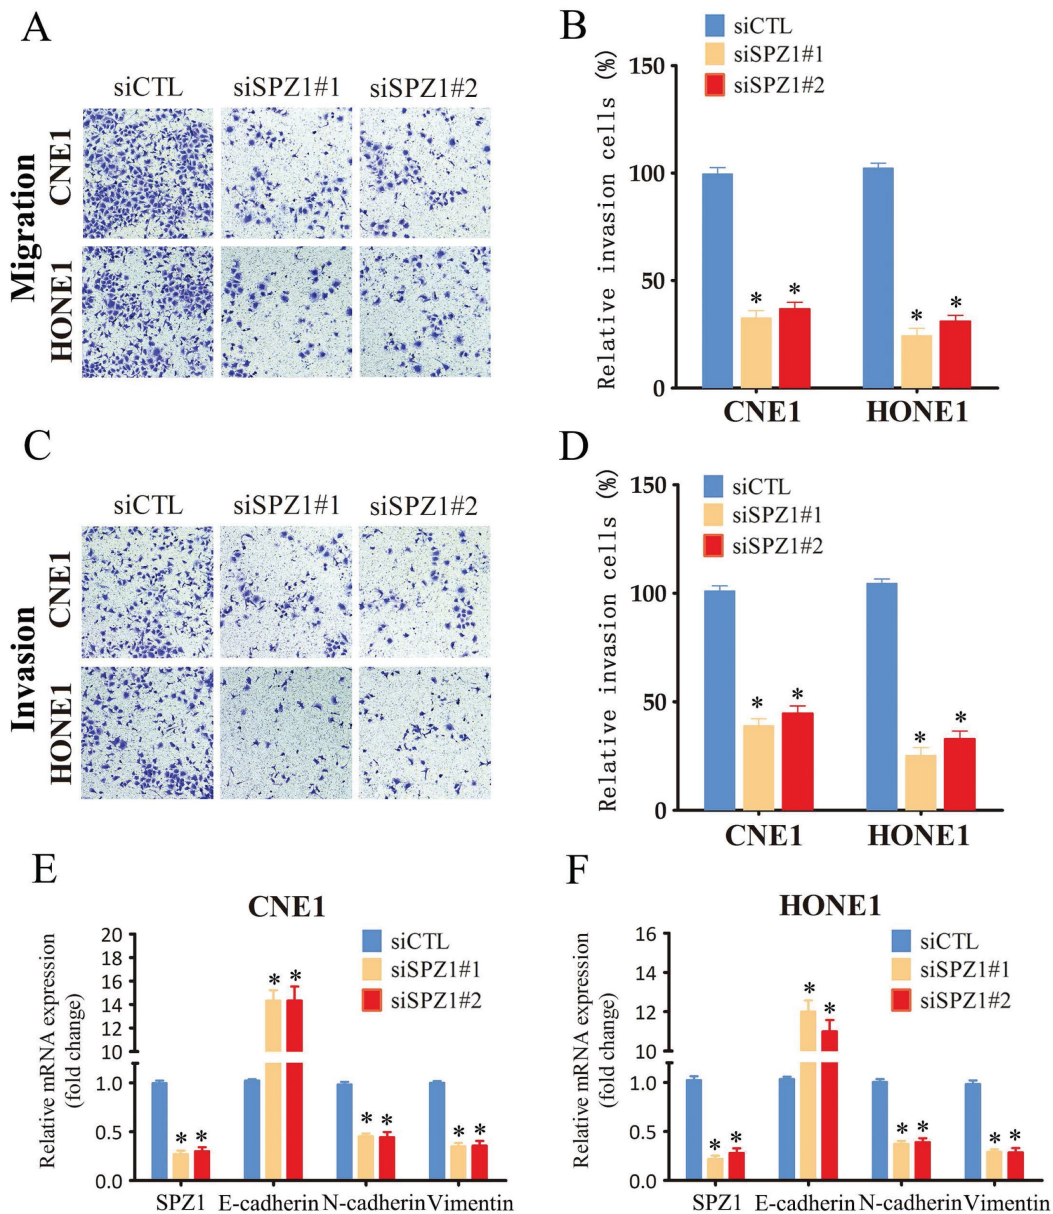 A
siCTL siSPZ1#1 siSPZ1#2
Migration
CNE1
HONE1
B
siCTL
siSPZ1#1
siSPZ1#2
Relative invasion cells (%)
150
100
50
0
* * * *
CNE1 HONE1
C
siCTL siSPZ1#1 siSPZ1#2
Invasion
CNE1
HONE1
D
siCTL
siSPZ1#1
siSPZ1#2
Relative invasion cells (%)
150
100
50
0
* * * *
CNE1 HONE1
E
CNE1
siCTL
siSPZ1#1
siSPZ1#2
Relative mRNA expression
(fold change)
20
18
16
14
12
10
1.0
0.5
0.0
* * * * * * * *
SPZ1 E-cadherin N-cadherin Vimentin
F
HONE1
siCTL
siSPZ1#1
siSPZ1#2
Relative mRNA expression
(fold change)
16
14
12
10
1.0
0.5
0.0
* * * * * * * *
SPZ1 E-cadherin N-cadherin Vimentin